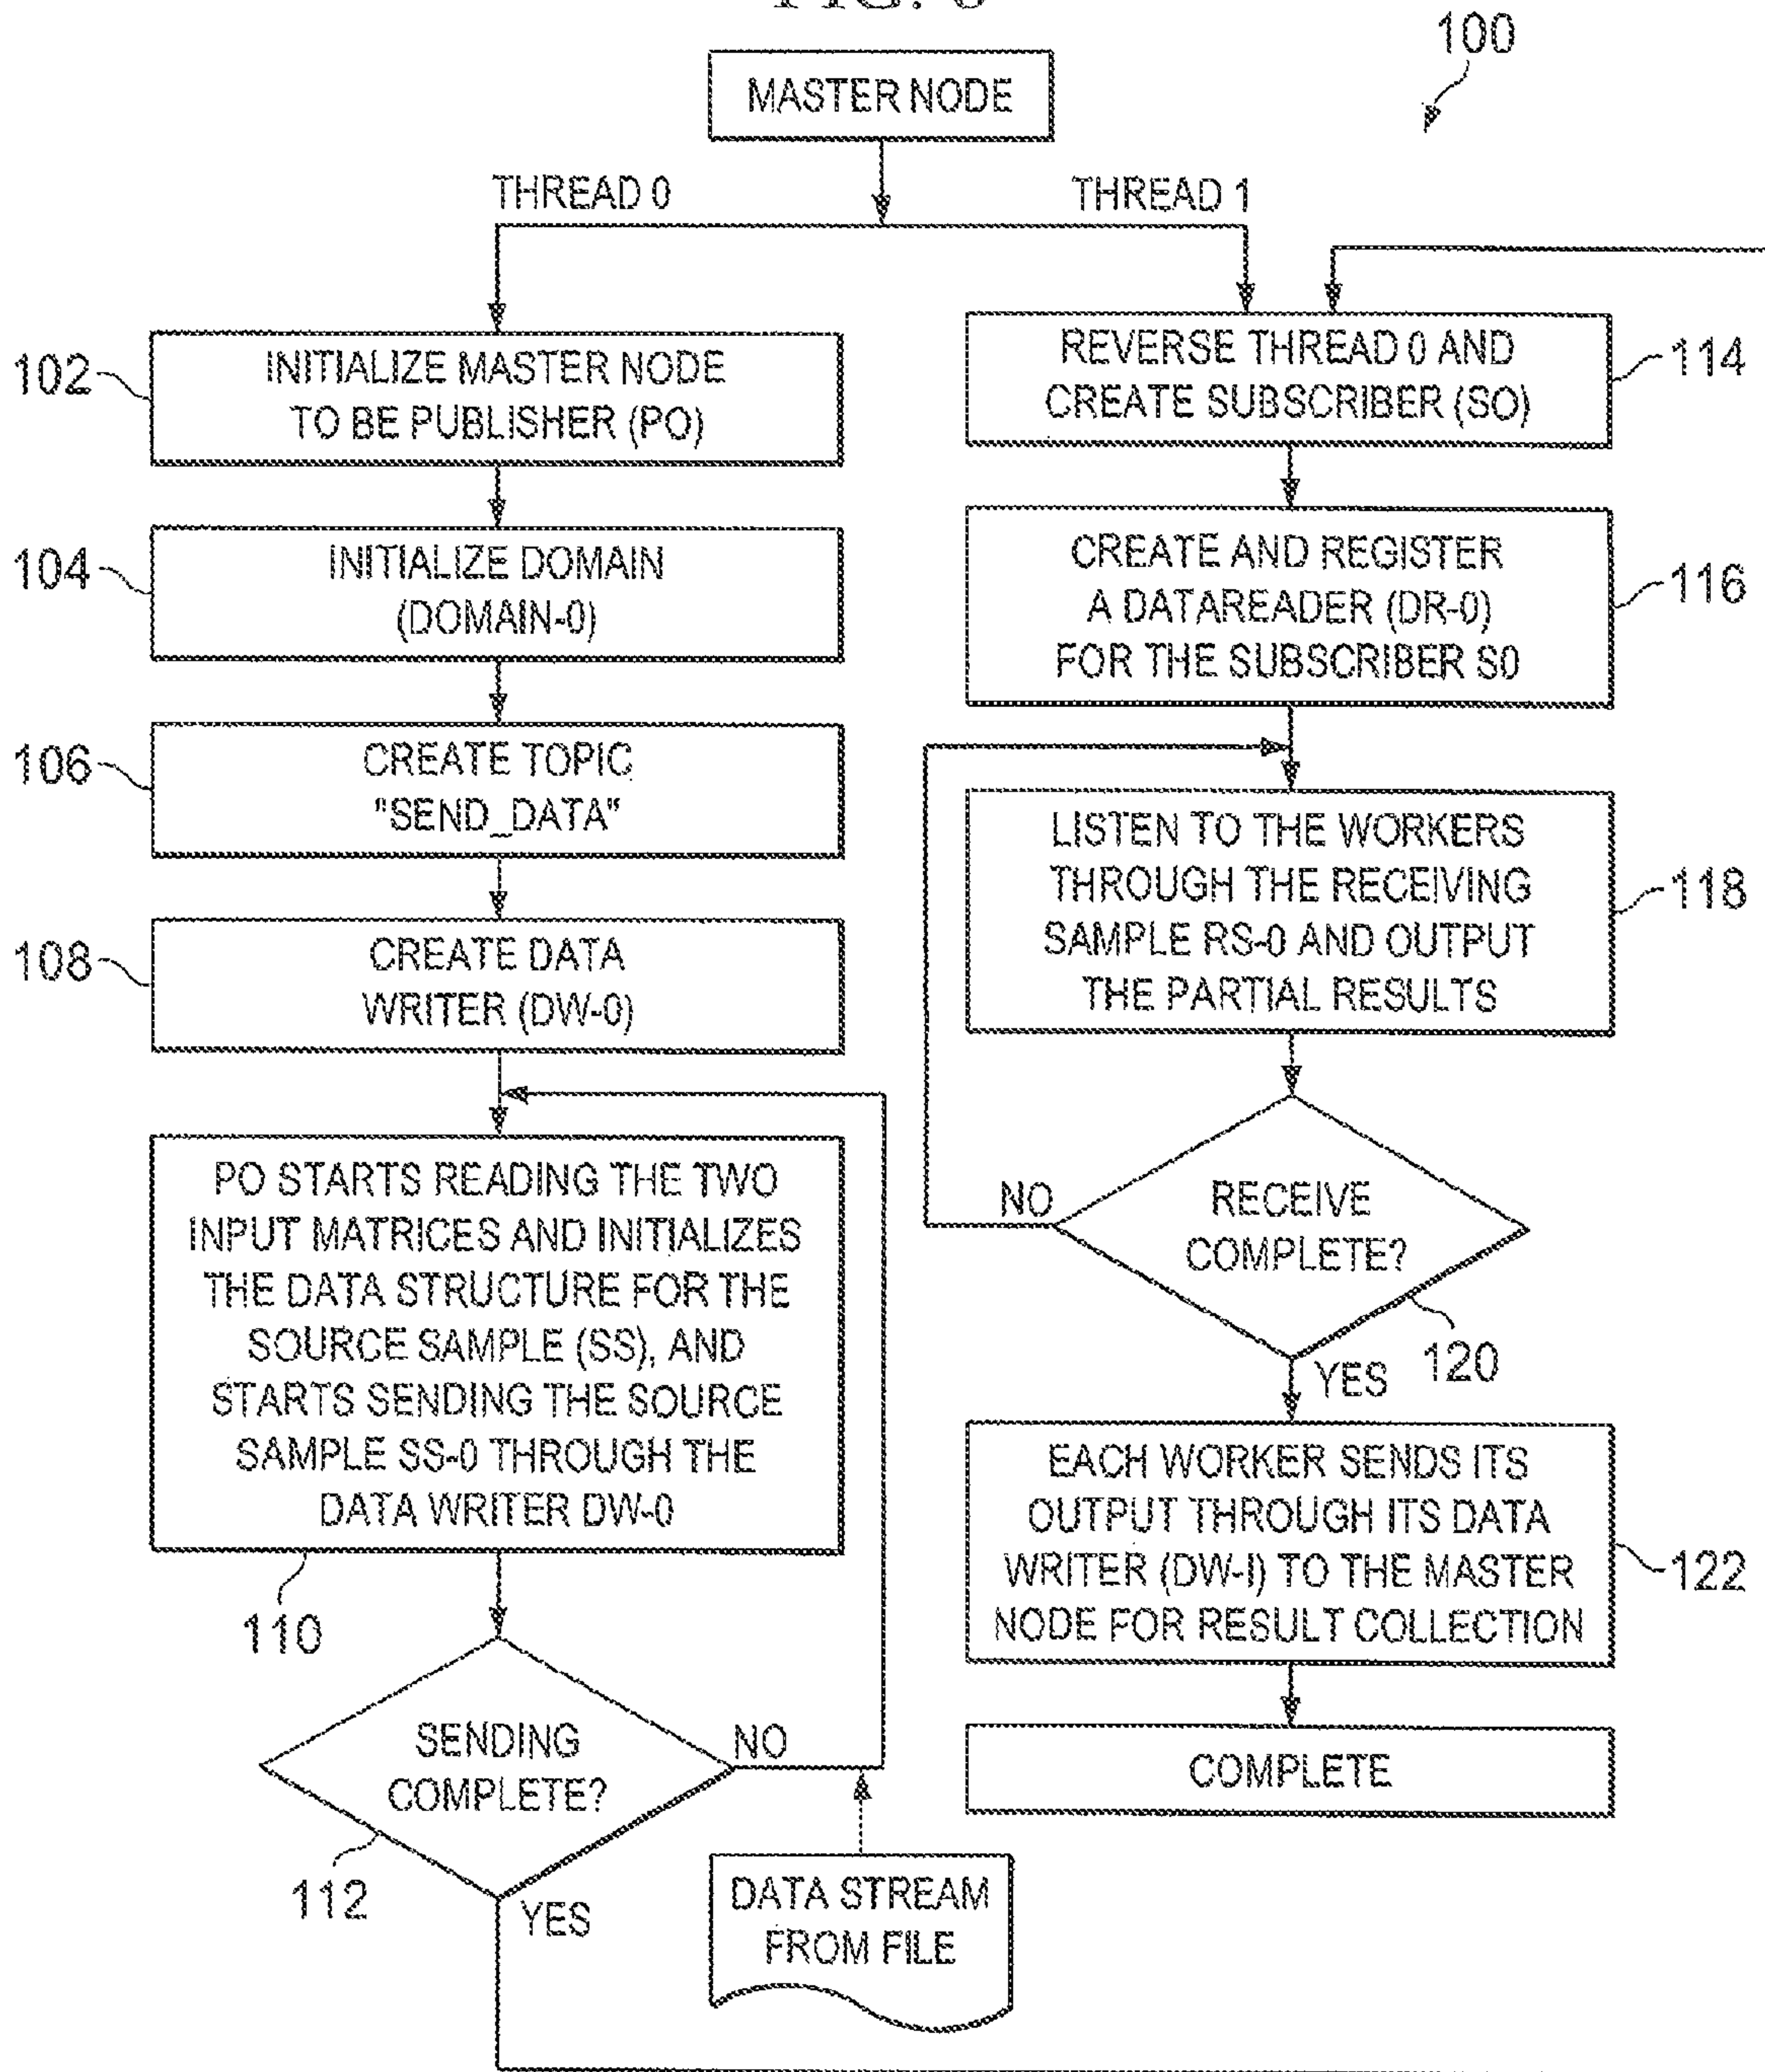 100
MASTER NODE
THREAD 0
THREAD 1
102
INITIALIZE MASTER NODE
TO BE PUBLISHER (PO)
104
INITIALIZE DOMAIN
(DOMAIN-0)
106
CREATE TOPIC
"SEND_DATA"
108
CREATE DATA
WRITER (DW-0)
PO STARTS READING THE TWO
INPUT MATRICES AND INITIALIZES
THE DATA STRUCTURE FOR THE
SOURCE SAMPLE (SS), AND
STARTS SENDING THE SOURCE
SAMPLE SS-0 THROUGH THE
DATA WRITER DW-0
110
SENDING
COMPLETE?
NO
112
YES
DATA STREAM
FROM FILE
REVERSE THREAD 0 AND
CREATE SUBSCRIBER (SO)
114
CREATE AND REGISTER
A DATAREADER (DR-0)
FOR THE SUBSCRIBER S0
116
LISTEN TO THE WORKERS
THROUGH THE RECEIVING
SAMPLE RS-0 AND OUTPUT
THE PARTIAL RESULTS
118
NO
RECEIVE
COMPLETE?
120
YES
EACH WORKER SENDS ITS
OUTPUT THROUGH ITS DATA
WRITER (DW-I) TO THE MASTER
NODE FOR RESULT COLLECTION
122
COMPLETE